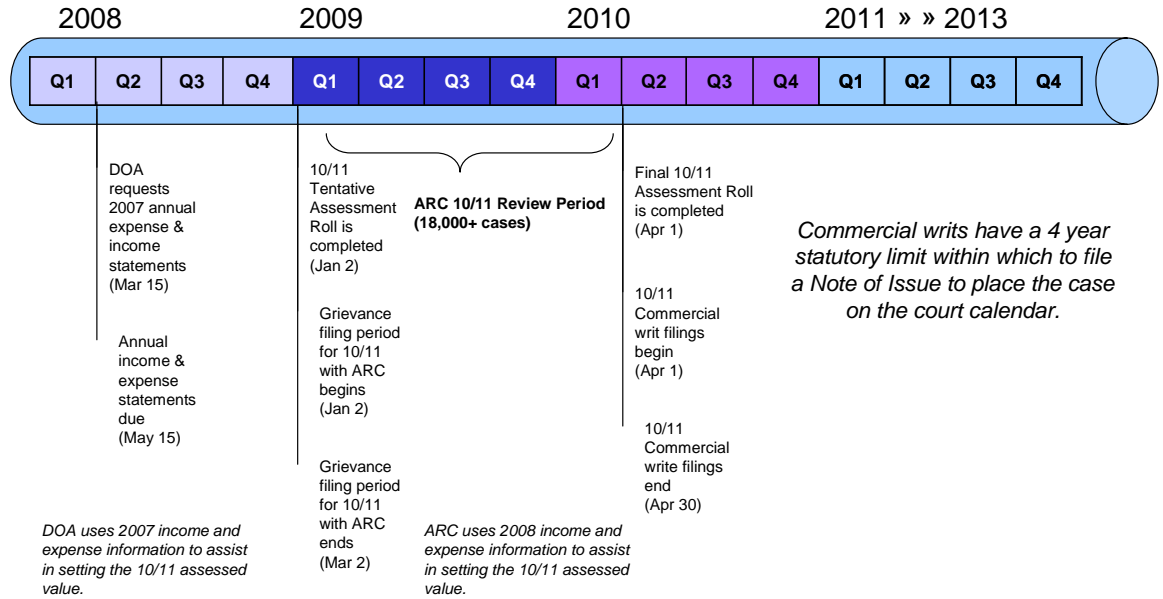 2008
2009
2010
2011 » » 2013
Q1 Q2 Q3 Q4 Q1 Q2 Q3 Q4 Q1 Q2 Q3 Q4 Q1 Q2 Q3 Q4
DOA
requests
2007 annual
expense &
income
statements
(Mar 15)
Annual
income &
expense
statements
due
(May 15)
10/11
Tentative
Assessment
Roll is
completed
(Jan 2)
Grievance
filing period
for 10/11
with ARC
begins
(Jan 2)
Grievance
filing period
for 10/11
with ARC
ends
(Mar 2)
ARC 10/11 Review Period
(18,000+ cases)
Final 10/11
Assessment Roll
is completed
(Apr 1)
10/11
Commercial
writ filings
begin
(Apr 1)
10/11
Commercial
write filings
end
(Apr 30)
Commercial writs have a 4 year
statutory limit within which to file
a Note of Issue to place the case
on the court calendar.
DOA uses 2007 income and
expense information to assist
in setting the 10/11 assessed
value.
ARC uses 2008 income and
expense information to assist
in setting the 10/11 assessed
value.